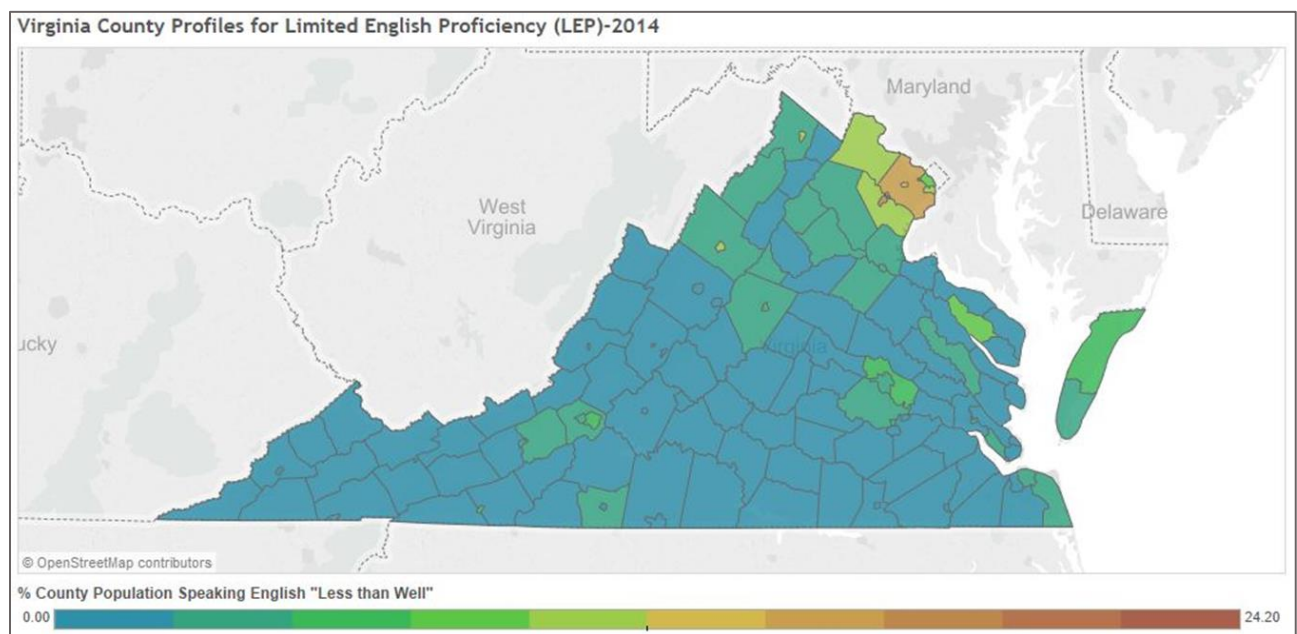 Virginia County Profiles for Limited English Proficiency (LEP)-2014
Maryland
West
Virginia
Delaware
ucky
Virginia
© OpenStreetMap contributors
% County Population Speaking English "Less than Well"
0.00 24.20